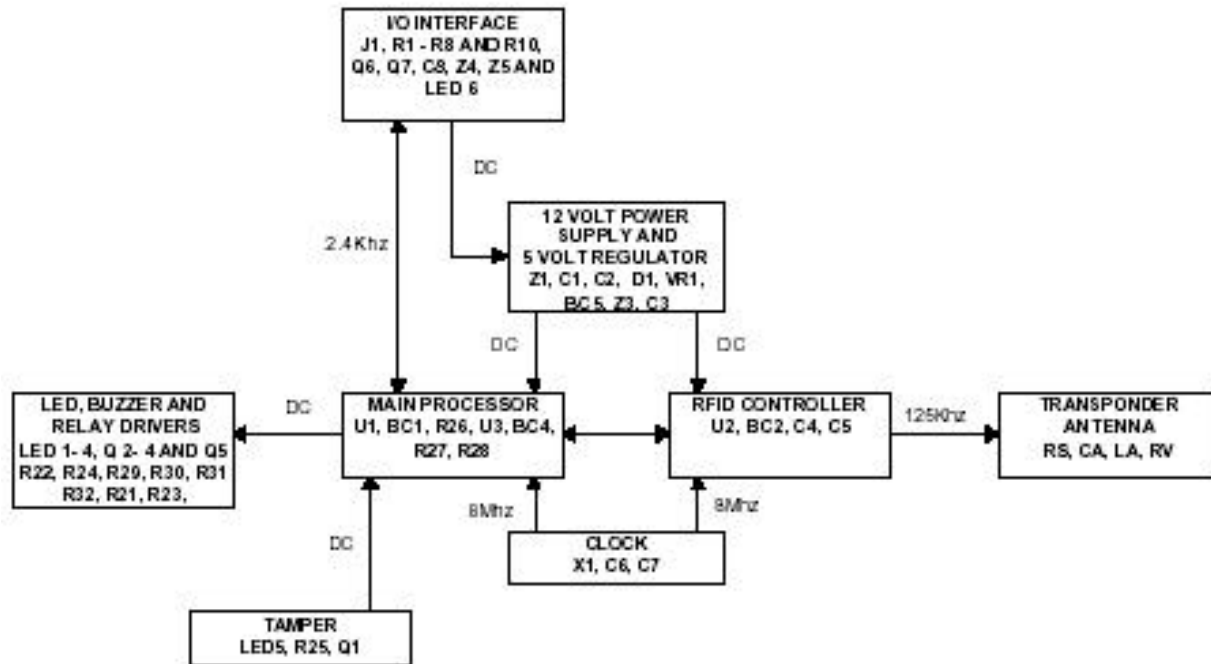 I/O INTERFACE
J1, R1 - R8 AND R10,
Q6, Q7, C8, Z4, Z5 AND
LED 6
DC
2.4Khz
12 VOLT POWER
SUPPLY AND
5 VOLT REGULATOR
Z1, C1, C2, D1, VR1,
BC5, Z3, C3
DC
DC
LED, BUZZER AND
RELAY DRIVERS
LED 1- 4, Q 2- 4 AND Q5
R22, R24, R29, R30, R31
R32, R21, R23,
DC
MAIN PROCESSOR
U1, BC1, R26, U3, BC4,
R27, R28
RFID CONTROLLER
U2, BC2, C4, C5
125Khz
TRANSPONDER
ANTENNA
RS, CA, LA, RV
8Mhz
8Mhz
DC
CLOCK
X1, C6, C7
TAMPER
LED5, R25, Q1